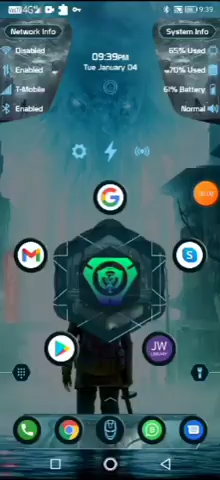 4G
9:39
Network Info
System Info
09:39PM
Tue January 04
Disabled
65% Used
Enabled
70% Used
T-Mobile
61% Battery
Enabled
Normal
G
S
JW
LIBRARY